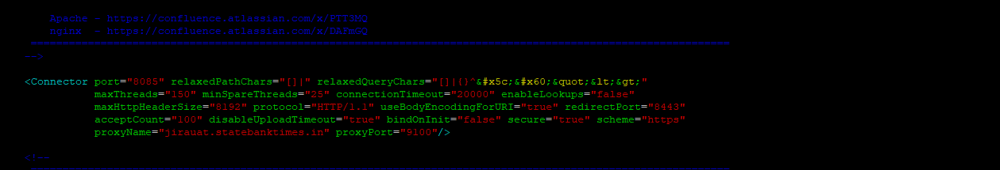 Apache - https://confluence.atlassian.com/x/PTT3MQ
nginx  - https://confluence.atlassian.com/x/DAFmGQ
==============================================================================================================
-->
<Connector port="8085" relaxedPathChars="[]|" relaxedQueryChars="[]|{}^&#x5c;&#x60;&quot;&lt;&gt;"
maxThreads="150" minSpareThreads="25" connectionTimeout="20000" enableLookups="false"
maxHttpHeaderSize="8192" protocol="HTTP/1.1" useBodyEncodingForURI="true" redirectPort="8443"
acceptCount="100" disableUploadTimeout="true" bindOnInit="false" secure="true" scheme="https"
proxyName="jirauat.statebanktimes.in" proxyPort="9100"/>
<!--